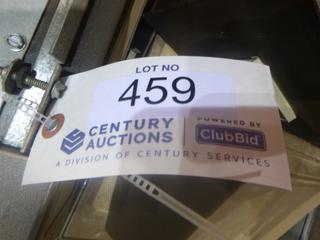 LOT NO
459
CENTURY AUCTIONS
POWERED BY
ClubBid
A DIVISION OF CENTURY SERVICES